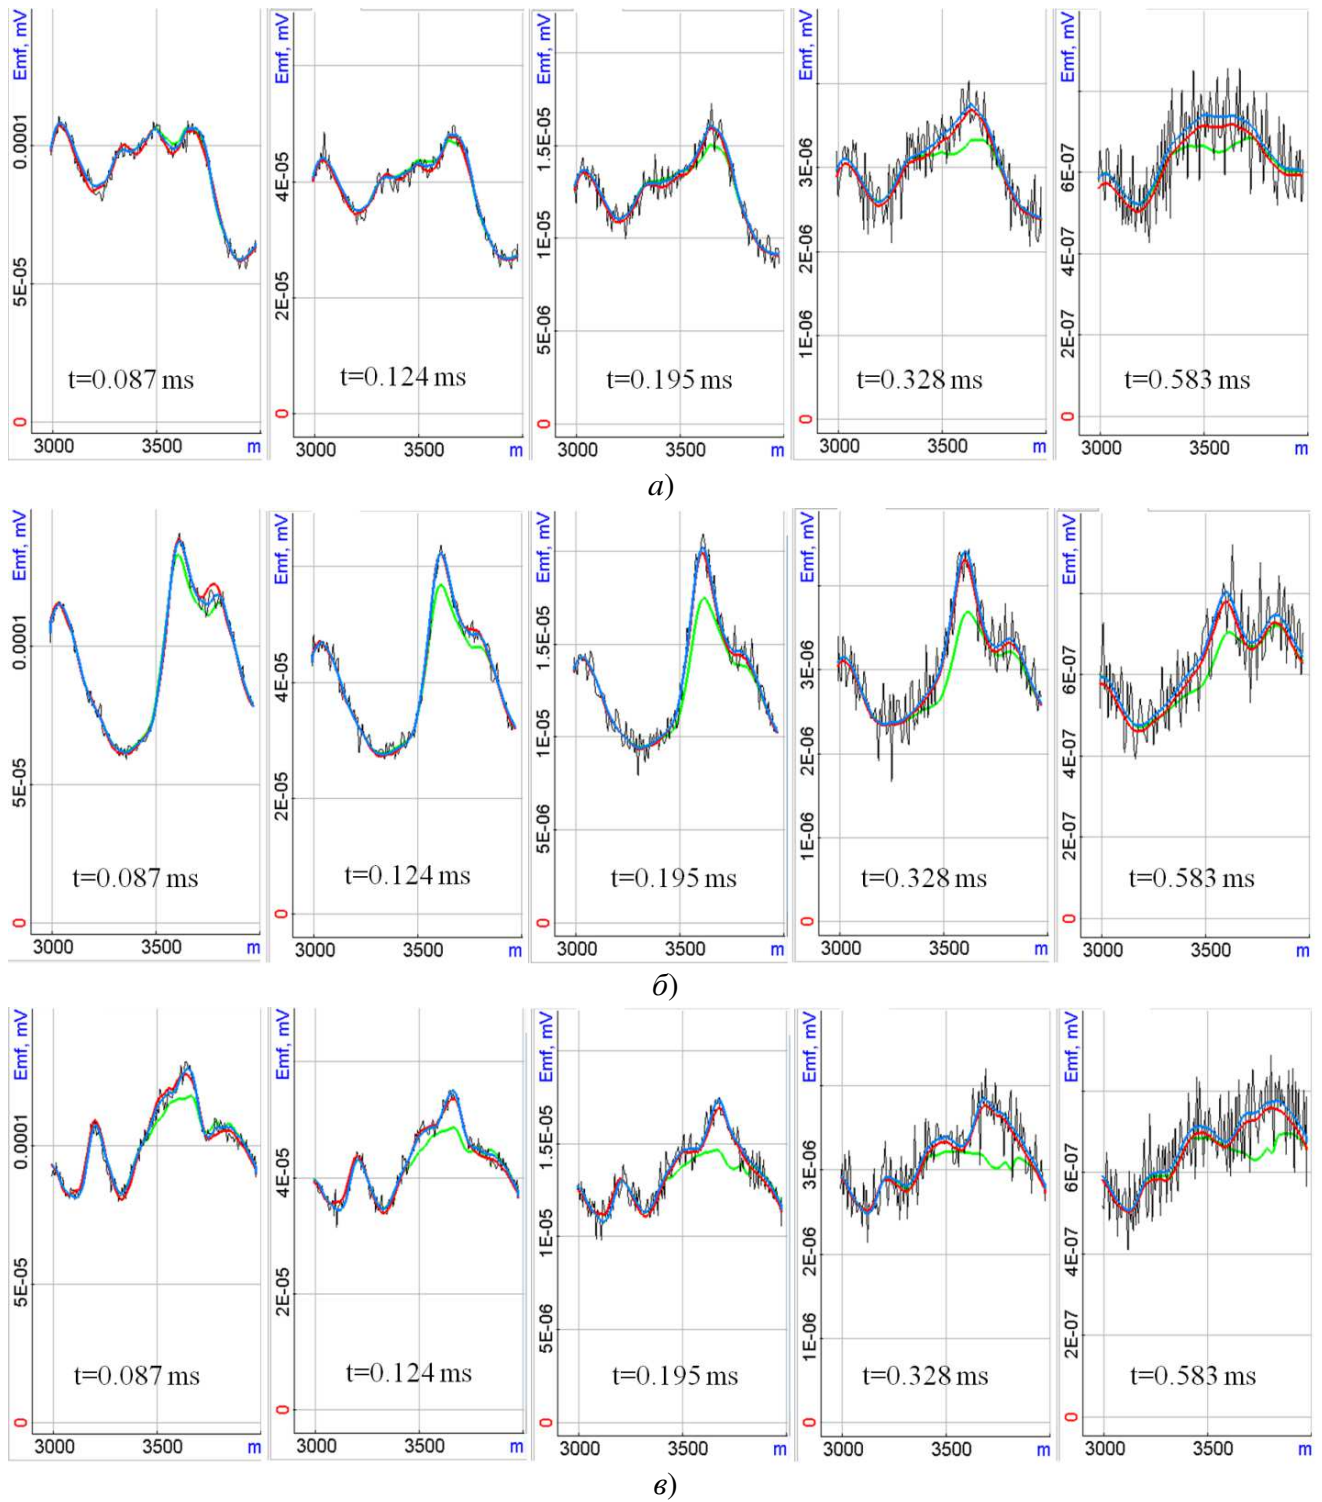 Emf, mV
0.0001
5E-05
0
t=0.087 ms
3000 3500 m
Emf, mV
4E-05
2E-05
0
t=0.124 ms
3000 3500 m
Emf, mV
1.5E-05
1E-05
5E-06
0
t=0.195 ms
3000 3500 m
Emf, mV
3E-06
2E-06
1E-06
0
t=0.328 ms
3000 3500 m
Emf, mV
6E-07
4E-07
2E-07
0
t=0.583 ms
3000 3500 m
а)
Emf, mV
0.0001
5E-05
0
t=0.087 ms
3000 3500 m
Emf, mV
4E-05
2E-05
0
t=0.124 ms
3000 3500 m
Emf, mV
1.5E-05
1E-05
5E-06
0
t=0.195 ms
3000 3500 m
Emf, mV
3E-06
2E-06
1E-06
0
t=0.328 ms
3000 3500 m
Emf, mV
6E-07
4E-07
2E-07
0
t=0.583 ms
3000 3500 m
б)
Emf, mV
0.0001
5E-05
0
t=0.087 ms
3000 3500 m
Emf, mV
4E-05
2E-05
0
t=0.124 ms
3000 3500 m
Emf, mV
1.5E-05
1E-05
5E-06
0
t=0.195 ms
3000 3500 m
Emf, mV
3E-06
2E-06
1E-06
0
t=0.328 ms
3000 3500 m
Emf, mV
6E-07
4E-07
2E-07
0
t=0.583 ms
3000 3500 m
в)